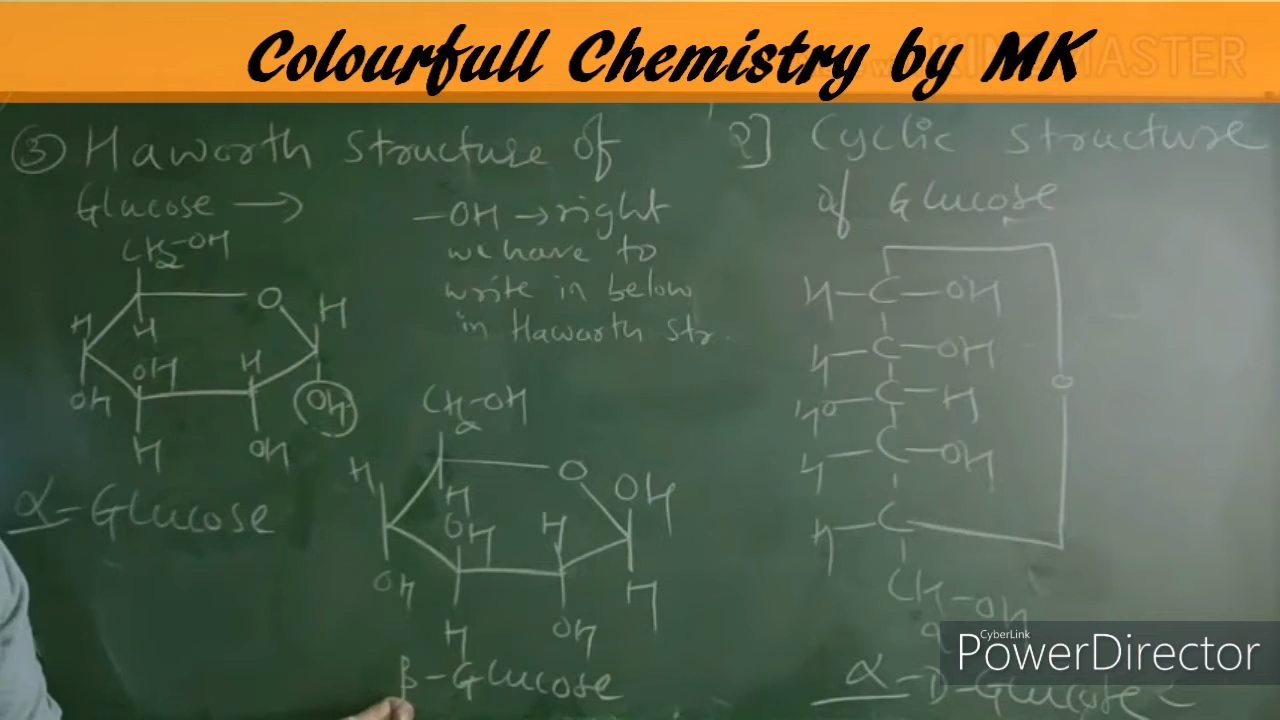 Colourfull Chemistry by MK
KINEMASTER
③ Haworth Structure of
Glucose →
CH2-OH
O
H
H
H
OH
H
OH
OH
H
OH
α-Glucose
-OH → right
we have to
write in below
in Haworth Str.
CH2-OH
O
H
H
OH
OH
H
H
OH
H
OH
β-Glucose
2] Cyclic Structure
of Glucose
H-C-OH
H-C-OH
HO-C-H
O
H-C-OH
H-C
CH2-OH
α-D-Glucose
CyberLink
PowerDirector